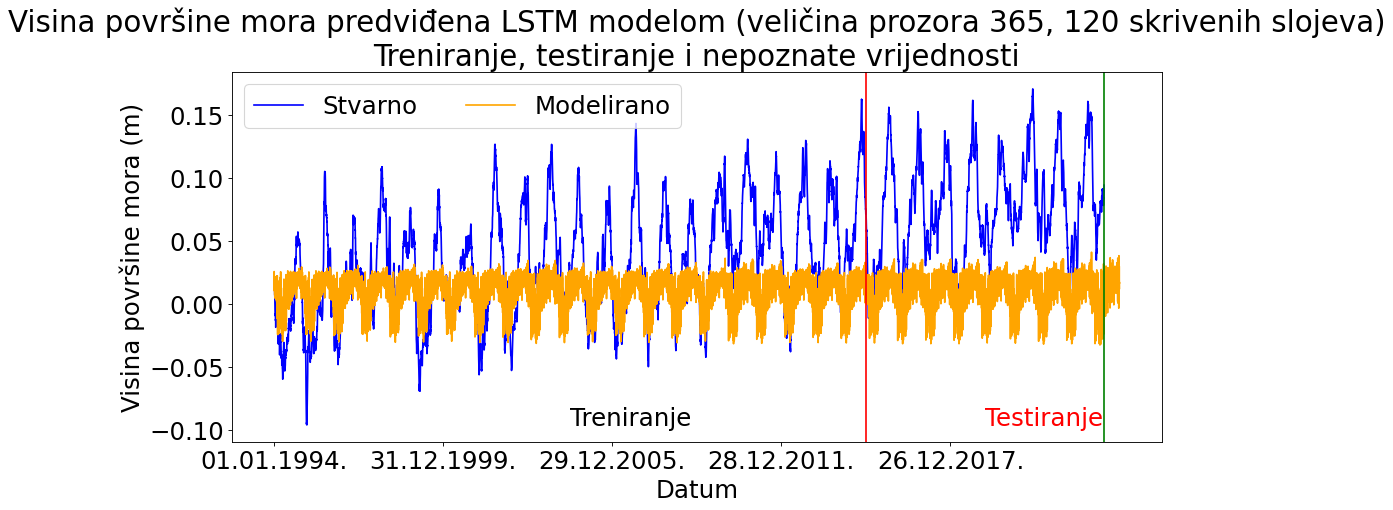 Visina površine mora predviđena LSTM modelom (veličina prozora 365, 120 skrivenih slojeva)
Treniranje, testiranje i nepoznate vrijednosti
Stvarno
Modelirano
Visina površine mora (m)
0.15
0.10
0.05
0.00
−0.05
−0.10
Treniranje
Testiranje
01.01.1994.
31.12.1999.
29.12.2005.
28.12.2011.
26.12.2017.
Datum